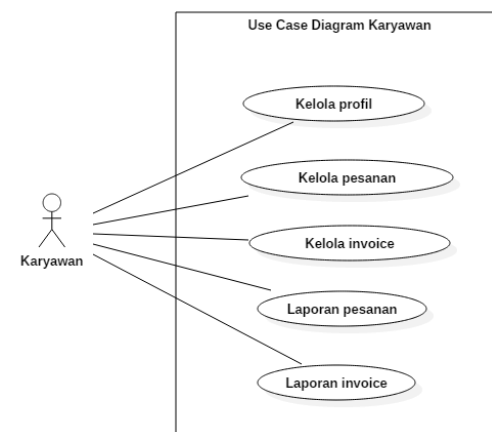 Use Case Diagram Karyawan
Kelola profil
Kelola pesanan
Karyawan
Kelola invoice
Laporan pesanan
Laporan invoice